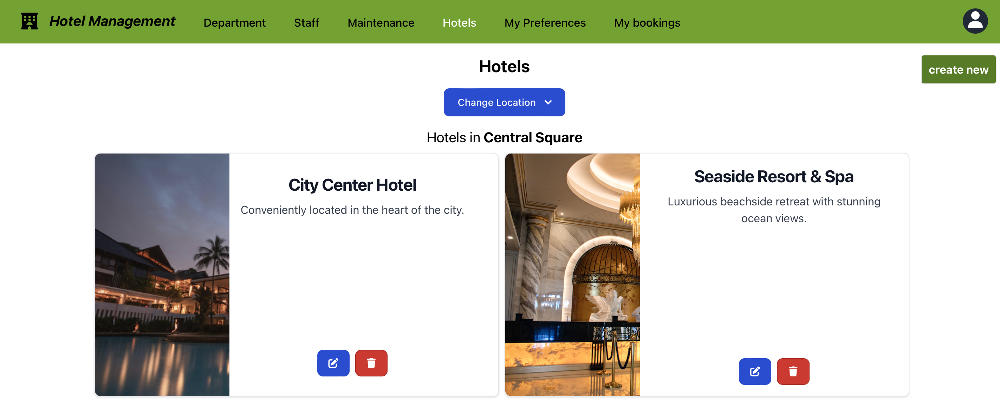 Hotel Management
Department
Staff
Maintenance
Hotels
My Preferences
My bookings
Hotels
create new
Change Location
Hotels in Central Square
City Center Hotel
Conveniently located in the heart of the city.
Seaside Resort & Spa
Luxurious beachside retreat with stunning
ocean views.